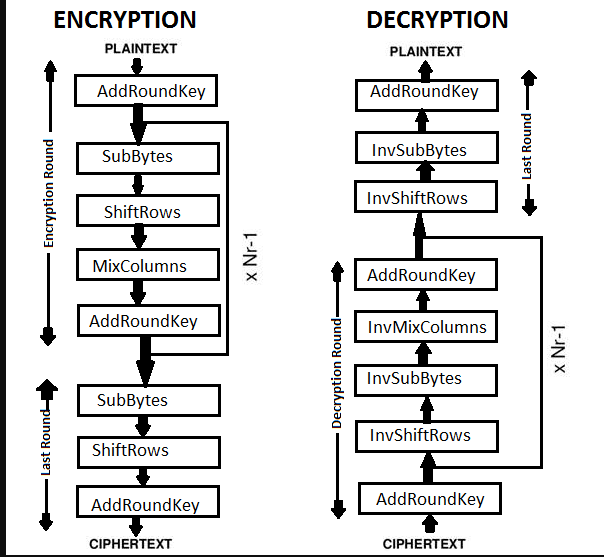 ENCRYPTION
PLAINTEXT
AddRoundKey
SubBytes
ShiftRows
MixColumns
AddRoundKey
Encryption Round
x Nr-1
SubBytes
ShiftRows
AddRoundKey
Last Round
CIPHERTEXT
DECRYPTION
PLAINTEXT
AddRoundKey
InvSubBytes
InvShiftRows
Last Round
AddRoundKey
InvMixColumns
InvSubBytes
InvShiftRows
Decryption Round
x Nr-1
AddRoundKey
CIPHERTEXT